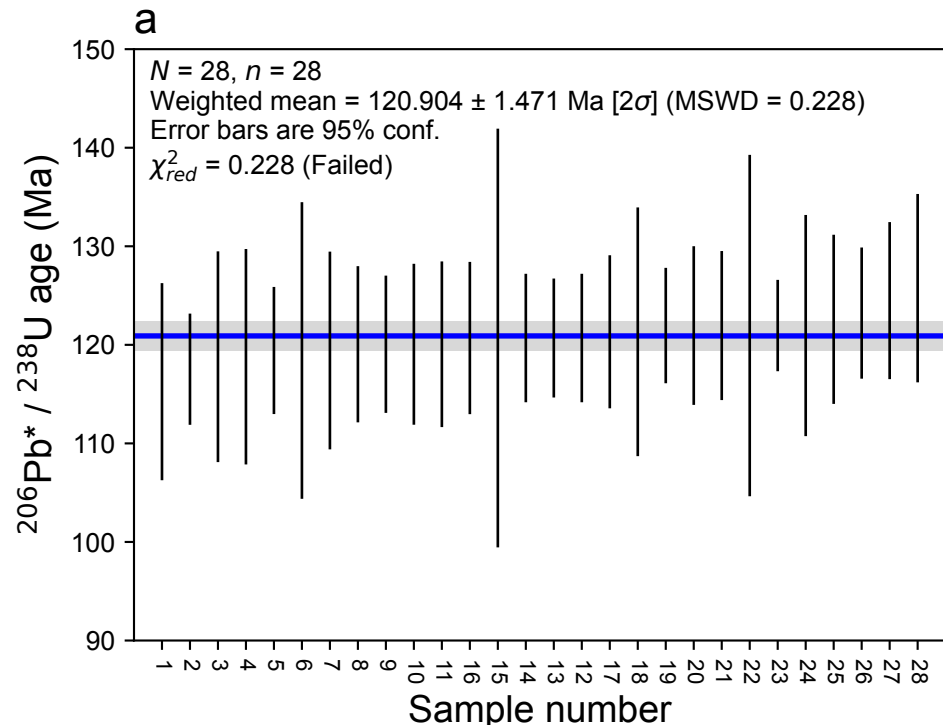 a
N = 28, n = 28
Weighted mean = 120.904 ± 1.471 Ma [2σ] (MSWD = 0.228)
Error bars are 95% conf.
χ²red = 0.228 (Failed)
206Pb* / 238U age (Ma)
150
140
130
120
110
100
90
1 2 3 4 5 6 7 8 9 10 11 16 15 14 13 12 17 18 19 20 21 22 23 24 25 26 27 28
Sample number